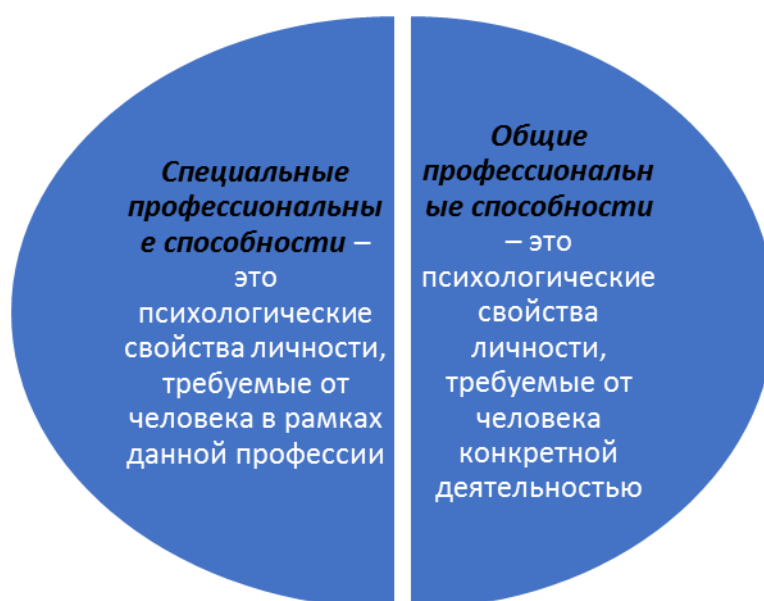 Специальные
профессиональны
е способности –
это
психологические
свойства личности,
требуемые от
человека в рамках
данной профессии
Общие
профессиональн
ые способности
– это
психологические
свойства
личности,
требуемые от
человека
конкретной
деятельностью